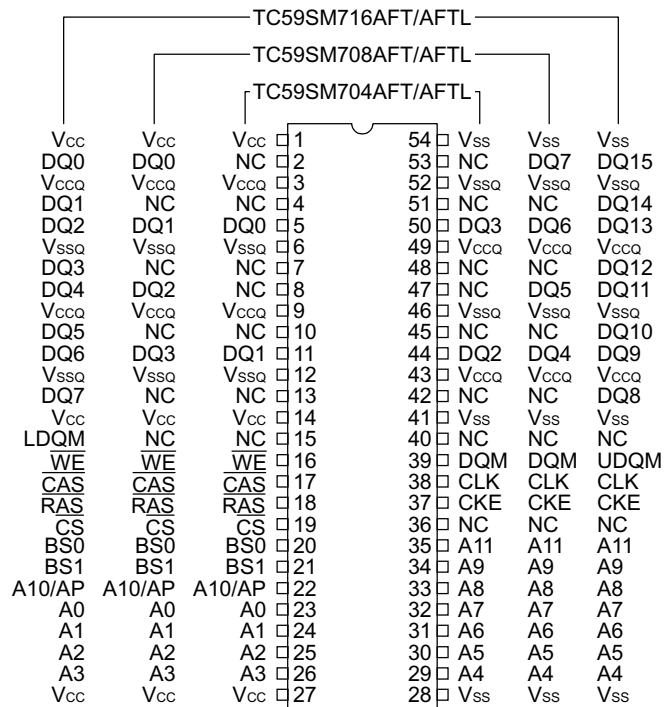 TC59SM716AFT/AFTL
TC59SM708AFT/AFTL
TC59SM704AFT/AFTL
VCC VCC VCC 1 54 VSS VSS VSS
DQ0 DQ0 NC 2 53 NC DQ7 DQ15
VCCQ VCCQ VCCQ 3 52 VSSQ VSSQ VSSQ
DQ1 NC NC 4 51 NC NC DQ14
DQ2 DQ1 DQ0 5 50 DQ3 DQ6 DQ13
VSSQ VSSQ VSSQ 6 49 VCCQ VCCQ VCCQ
DQ3 NC NC 7 48 NC NC DQ12
DQ4 DQ2 NC 8 47 NC DQ5 DQ11
VCCQ VCCQ VCCQ 9 46 VSSQ VSSQ VSSQ
DQ5 NC NC 10 45 NC NC DQ10
DQ6 DQ3 DQ1 11 44 DQ2 DQ4 DQ9
VSSQ VSSQ VSSQ 12 43 VCCQ VCCQ VCCQ
DQ7 NC NC 13 42 NC NC DQ8
VCC VCC VCC 14 41 VSS VSS VSS
LDQM NC NC 15 40 NC NC NC
WE WE WE 16 39 DQM DQM UDQM
CAS CAS CAS 17 38 CLK CLK CLK
RAS RAS RAS 18 37 CKE CKE CKE
CS CS CS 19 36 NC NC NC
BS0 BS0 BS0 20 35 A11 A11 A11
BS1 BS1 BS1 21 34 A9 A9 A9
A10/AP A10/AP A10/AP 22 33 A8 A8 A8
A0 A0 A0 23 32 A7 A7 A7
A1 A1 A1 24 31 A6 A6 A6
A2 A2 A2 25 30 A5 A5 A5
A3 A3 A3 26 29 A4 A4 A4
VCC VCC VCC 27 28 VSS VSS VSS